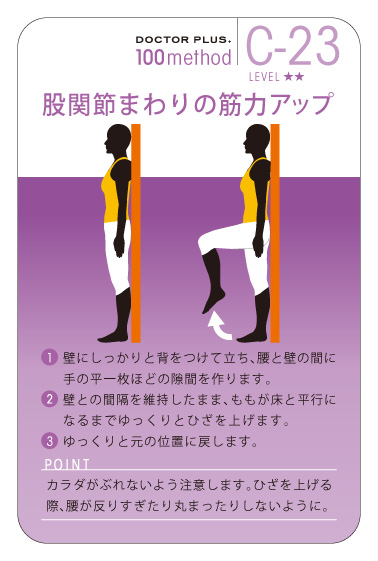 DOCTOR PLUS.
100method
C-23
LEVEL ★★
股関節まわりの筋力アップ
1 壁にしっかりと背をつけて立ち、腰と壁の間に
手の平一枚ほどの隙間を作ります。
2 壁との間隔を維持したまま、ももが床と平行に
なるまでゆっくりとひざを上げます。
3 ゆっくりと元の位置に戻します。
POINT
カラダがぶれないよう注意します。ひざを上げる
際、腰が反りすぎたり丸まったりしないように。